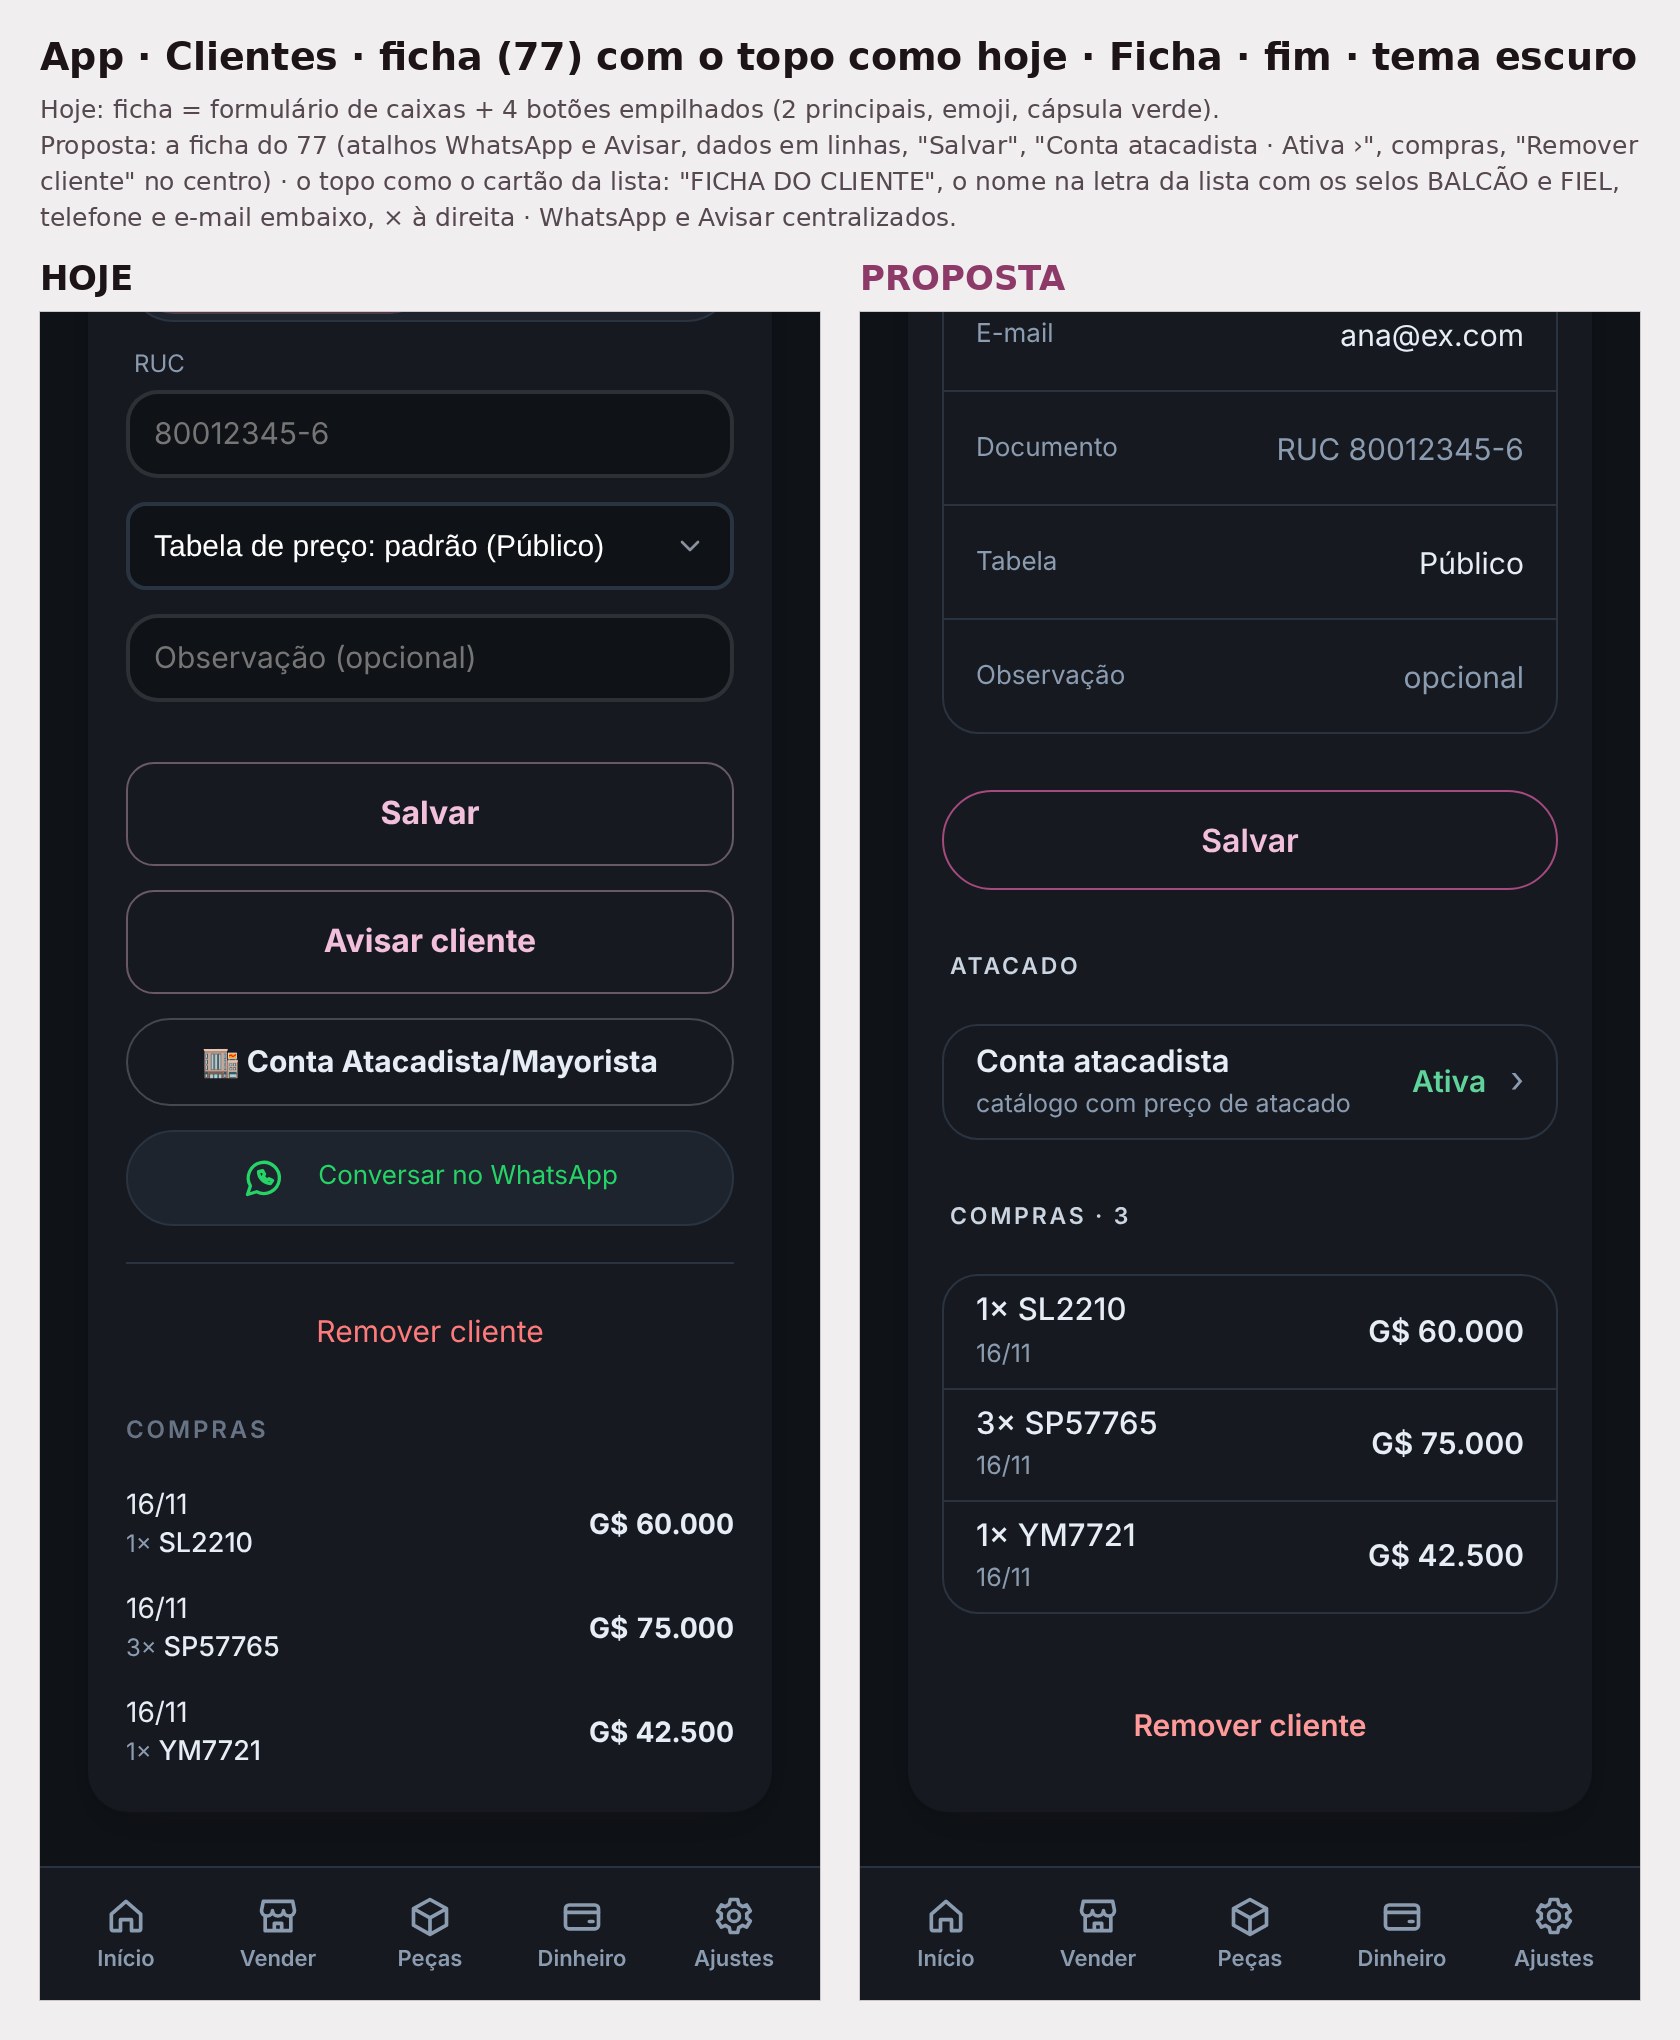 App · Clientes · ficha (77) com o topo como hoje · Ficha · fim · tema escuro
Hoje: ficha = formulário de caixas + 4 botões empilhados (2 principais, emoji, cápsula verde).
Proposta: a ficha do 77 (atalhos WhatsApp e Avisar, dados em linhas, "Salvar", "Conta atacadista · Ativa ›", compras, "Remover
cliente" no centro) · o topo como o cartão da lista: "FICHA DO CLIENTE", o nome na letra da lista com os selos BALCÃO e FIEL,
telefone e e-mail embaixo, × à direita · WhatsApp e Avisar centralizados.
HOJE
RUC
80012345-6
Tabela de preço: padrão (Público)
Observação (opcional)
Salvar
Avisar cliente
Conta Atacadista/Mayorista
Conversar no WhatsApp
Remover cliente
COMPRAS
16/11
1× SL2210
G$ 60.000
16/11
3× SP57765
G$ 75.000
16/11
1× YM7721
G$ 42.500
Início
Vender
Peças
Dinheiro
Ajustes
PROPOSTA
E-mail
ana@ex.com
Documento
RUC 80012345-6
Tabela
Público
Observação
opcional
Salvar
ATACADO
Conta atacadista
catálogo com preço de atacado
Ativa ›
COMPRAS · 3
1× SL2210
16/11
G$ 60.000
3× SP57765
16/11
G$ 75.000
1× YM7721
16/11
G$ 42.500
Remover cliente
Início
Vender
Peças
Dinheiro
Ajustes